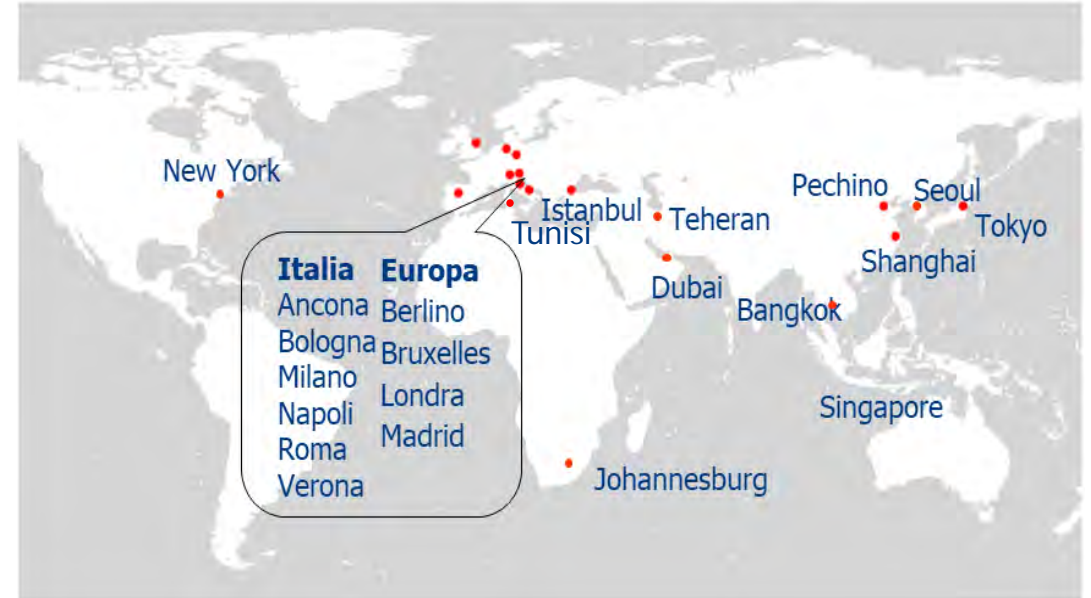 New York
Pechino
Seoul
Istanbul
Teheran
Tokyo
Tunisi
Shanghai
Dubai
Bangkok
Italia
Ancona
Bologna
Milano
Napoli
Roma
Verona
Europa
Berlino
Bruxelles
Londra
Madrid
Singapore
Johannesburg